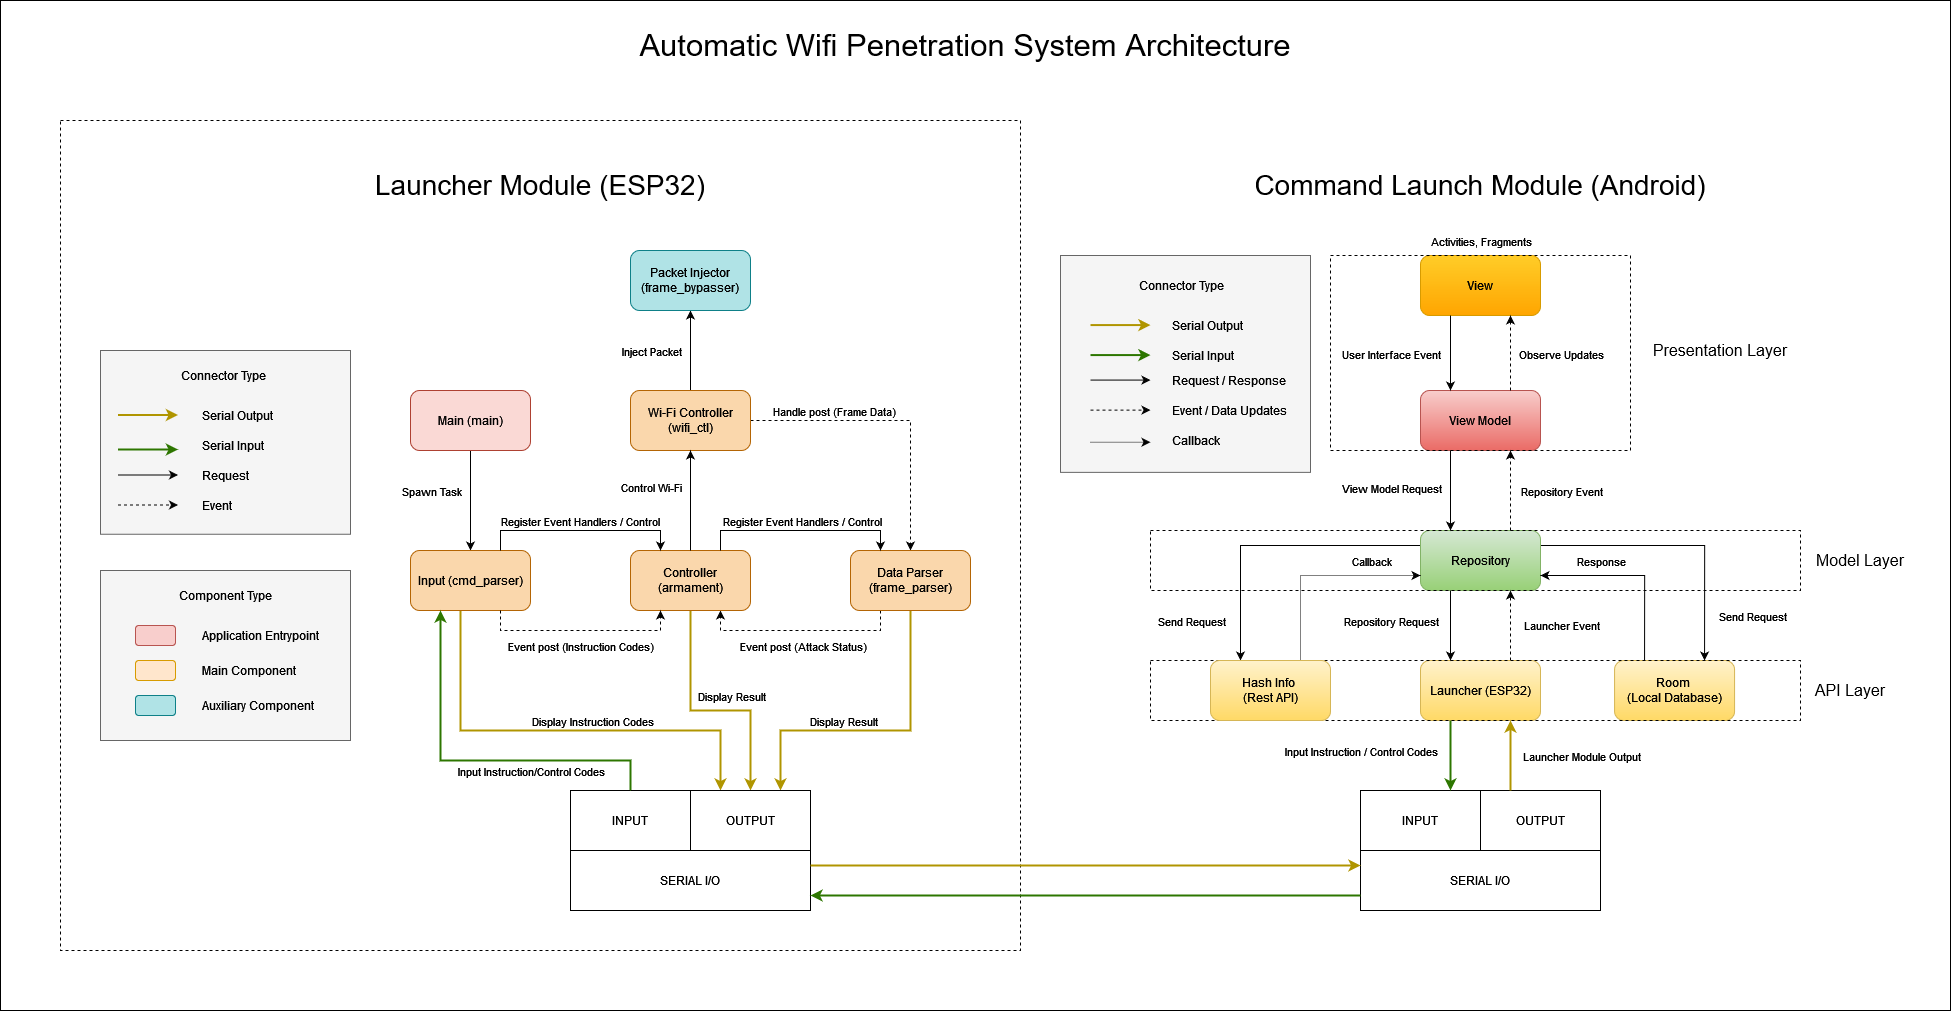 Automatic Wifi Penetration System Architecture
Launcher Module (ESP32)
Packet Injector
(frame_bypasser)
Inject Packet
Connector Type
Serial Output
Serial Input
Request
Event
Main (main)
Wi-Fi Controller
(wifi_ctl)
Handle post (Frame Data)
Spawn Task
Control Wi-Fi
Register Event Handlers / Control
Register Event Handlers / Control
Input (cmd_parser)
Controller
(armament)
Data Parser
(frame_parser)
Component Type
Application Entrypoint
Main Component
Auxiliary Component
Event post (Instruction Codes)
Event post (Attack Status)
Display Result
Display Instruction Codes
Display Result
Input Instruction/Control Codes
INPUT
OUTPUT
SERIAL I/O
Command Launch Module (Android)
Activities, Fragments
Connector Type
Serial Output
Serial Input
Request / Response
Event / Data Updates
Callback
View
User Interface Event
Observe Updates
Presentation Layer
View Model
View Model Request
Repository Event
Callback
Repository
Response
Model Layer
Send Request
Repository Request
Launcher Event
Send Request
Hash Info
(Rest API)
Launcher (ESP32)
Room
(Local Database)
API Layer
Input Instruction / Control Codes
Launcher Module Output
INPUT
OUTPUT
SERIAL I/O